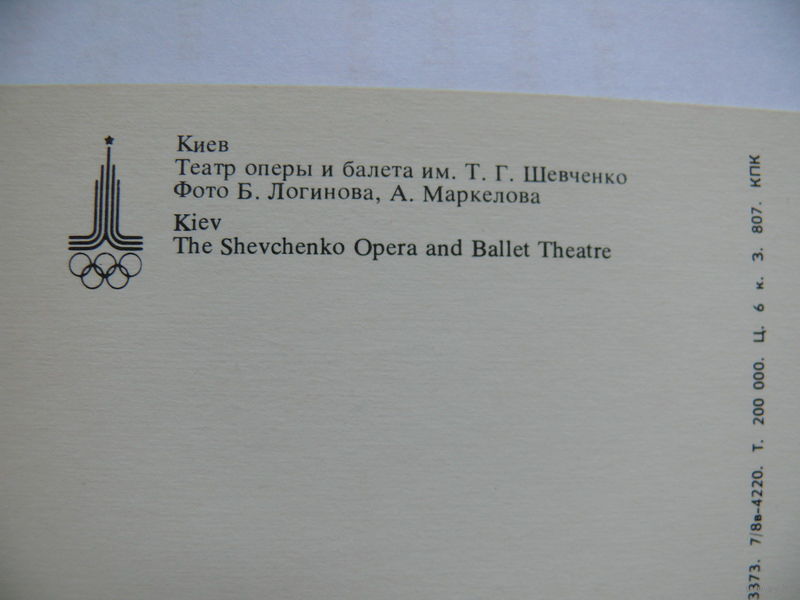 Киев
Театр оперы и балета им. Т. Г. Шевченко
Фото Б. Логинова, А. Маркелова
Kiev
The Shevchenko Opera and Ballet Theatre
3373. 7/8в-4220. Т. 200 000. Ц. 6 к. З. 807. КПК